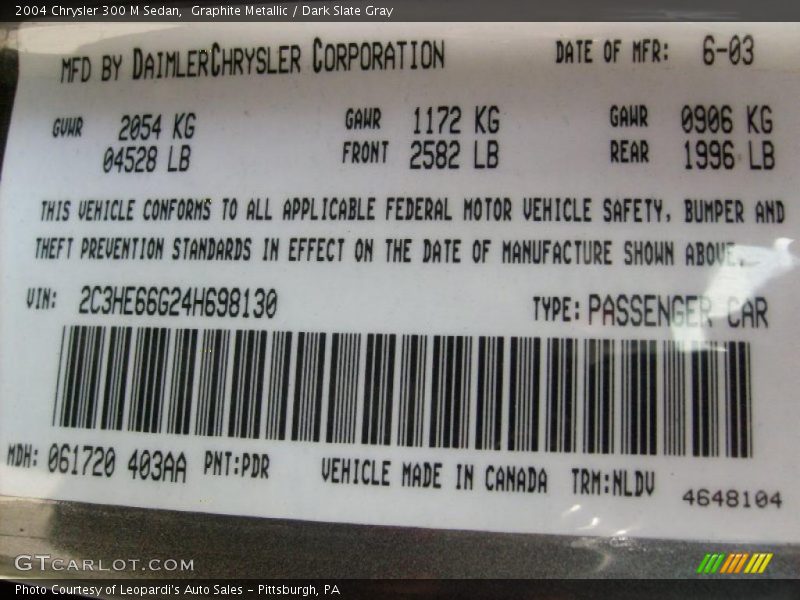 2004 Chrysler 300 M Sedan,  Graphite Metallic / Dark Slate Gray
MFD BY DAIMLERCHRYSLER CORPORATION DATE OF MFR: 6-03
GVWR 2054 KG GAWR 1172 KG GAWR 0906 KG
04528 LB FRONT 2582 LB REAR 1996 LB
THIS VEHICLE CONFORMS TO ALL APPLICABLE FEDERAL MOTOR VEHICLE SAFETY, BUMPER AND
THEFT PREVENTION STANDARDS IN EFFECT ON THE DATE OF MANUFACTURE SHOWN ABOVE.
VIN: 2C3HE66G24H698130 TYPE: PASSENGER CAR
MDH: 061720 403AA PNT:PDR VEHICLE MADE IN CANADA TRM:NLDV
4648104
GTCARLOT.COM
Photo Courtesy of Leopardi's Auto Sales - Pittsburgh, PA